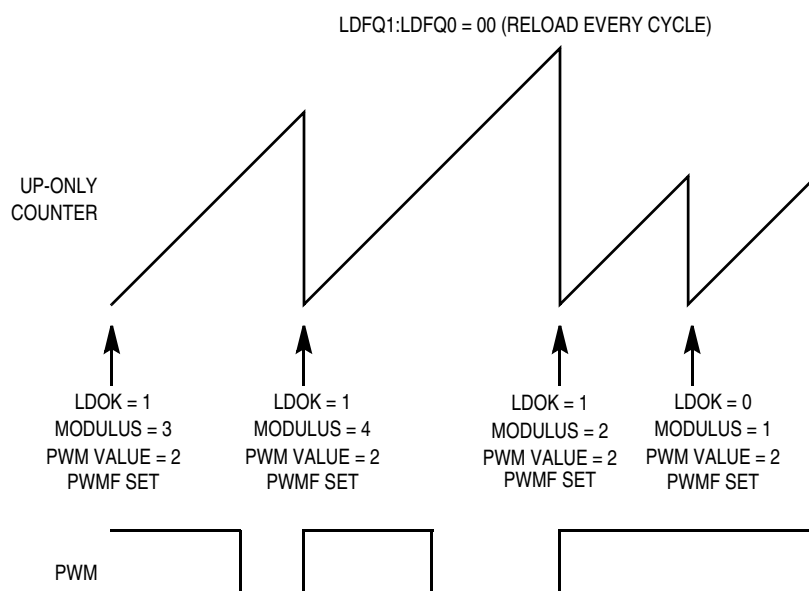 LDFQ1:LDFQ0 = 00 (RELOAD EVERY CYCLE)
UP-ONLY
COUNTER
LDOK = 1
MODULUS = 3
PWM VALUE = 2
PWMF SET
LDOK = 1
MODULUS = 4
PWM VALUE = 2
PWMF SET
LDOK = 1
MODULUS = 2
PWM VALUE = 2
PWMF SET
LDOK = 0
MODULUS = 1
PWM VALUE = 2
PWMF SET
PWM